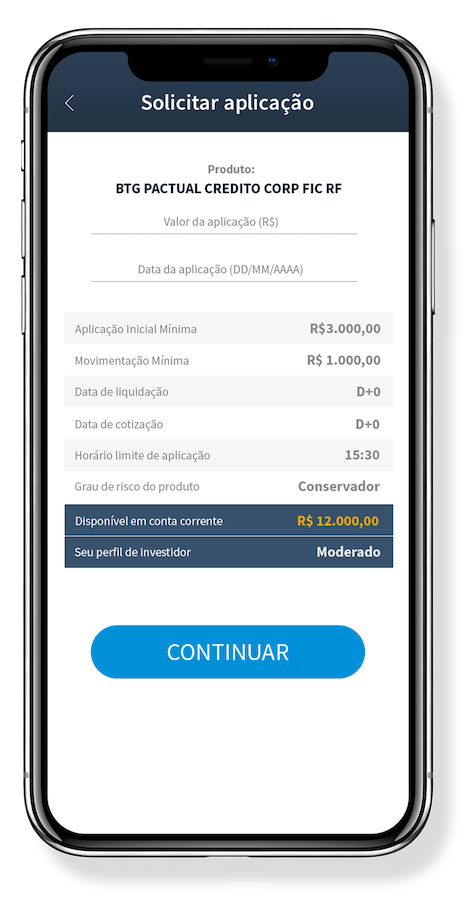 Solicitar aplicação
Produto:
BTG PACTUAL CREDITO CORP FIC RF
Valor da aplicação (R$)
Data da aplicação (DD/MM/AAAA)
Aplicação Inicial Mínima R$3.000,00
Movimentação Mínima R$ 1.000,00
Data de liquidação D+0
Data de cotização D+0
Horário limite de aplicação 15:30
Grau de risco do produto Conservador
Disponível em conta corrente R$ 12.000,00
Seu perfil de investidor Moderado
CONTINUAR